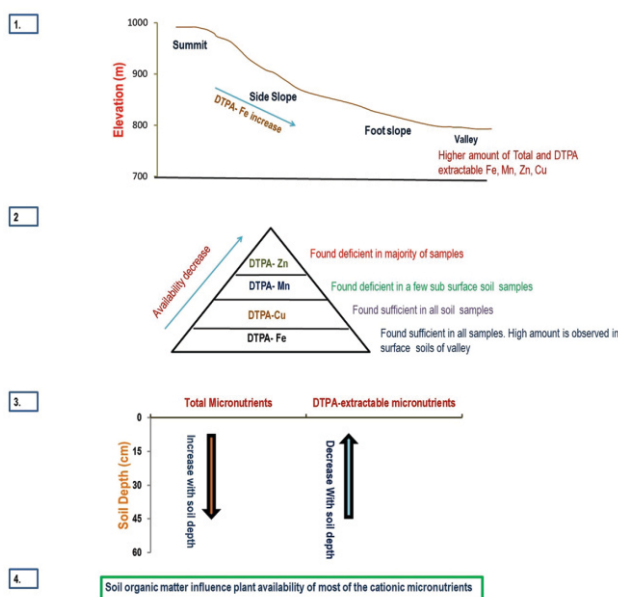 1.
1000
900
800
700
Elevation (m)
Summit
Side Slope
DTPA- Fe increase
Foot slope
Valley
Higher amount of Total and DTPA
extractable Fe, Mn, Zn, Cu
2
Availability decrease
DTPA- Zn
Found deficient in majority of samples
DTPA- Mn
Found deficient in a few sub surface soil samples
DTPA-Cu
Found sufficient in all soil samples
DTPA- Fe
Found sufficient in all samples. High amount is observed in
surface soils of valley
3.
Total Micronutrients
DTPA-extractable micronutrients
0
15
30
45
60
Soil Depth (cm)
Increase with soil depth
Decrease With soil depth
4.
Soil organic matter influence plant availability of most of the cationic micronutrients